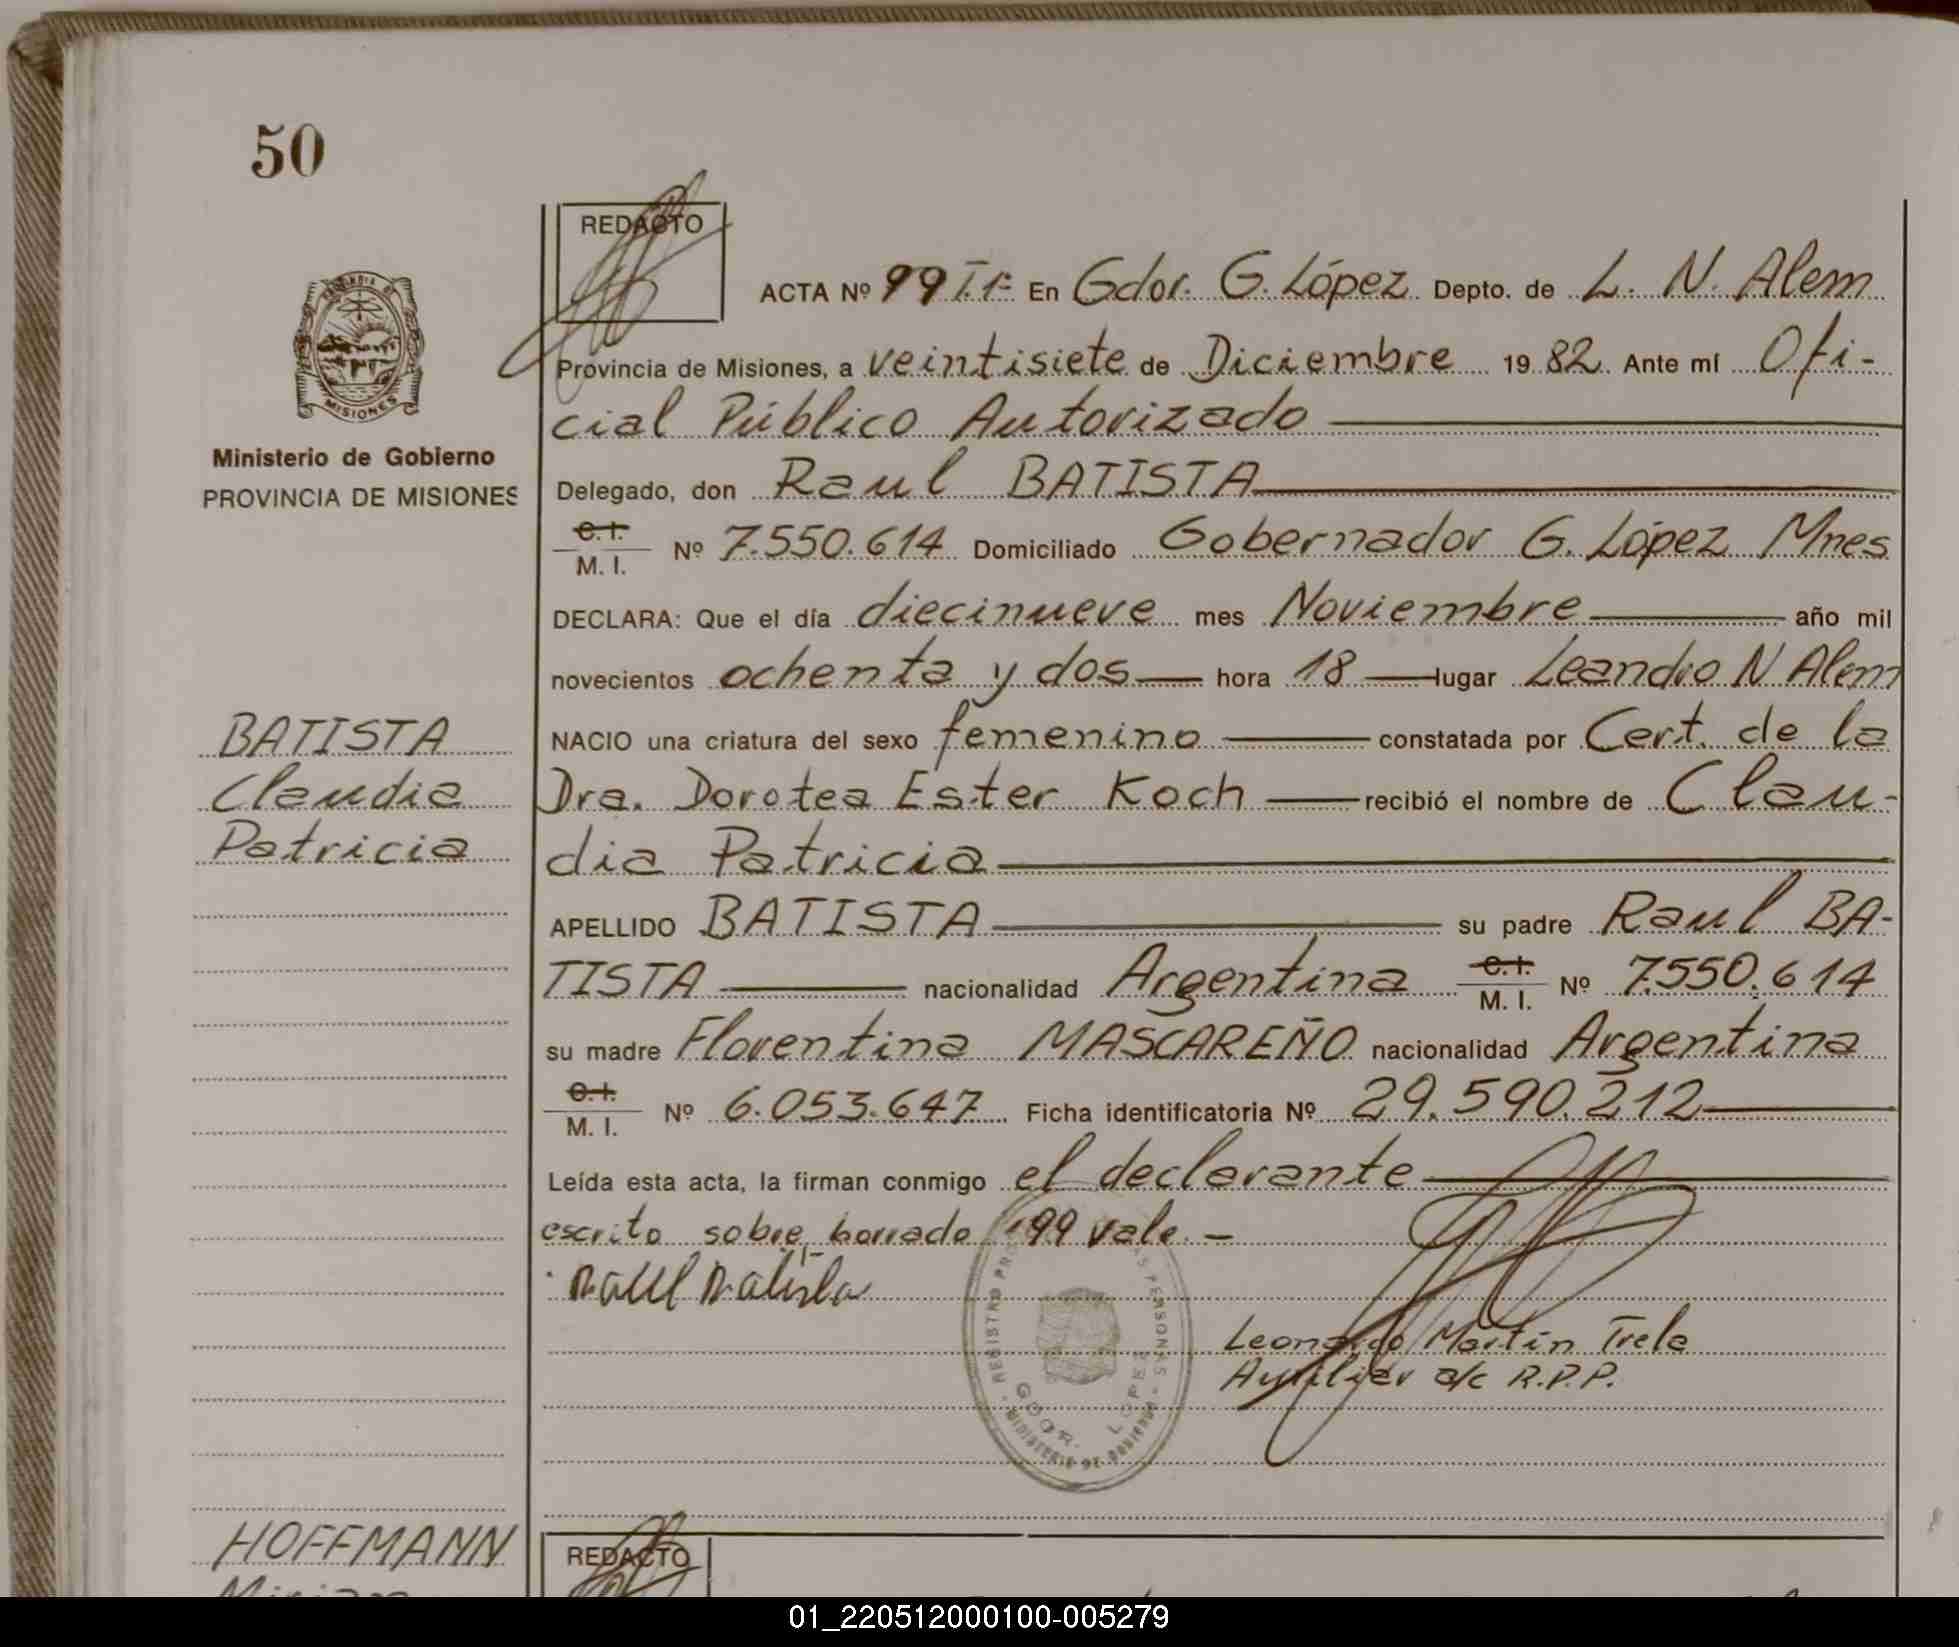 50
REDACTO
ACTA Nº 99 T.1º En Gdor. G. López Depto. de L. N. Alem
Provincia de Misiones, a veintisiete de Diciembre 1982. Ante mí Ofi-
cial Público Autorizado
Ministerio de Gobierno
PROVINCIA DE MISIONES
MISIONES
Delegado, don Raul BATISTA
C.I.
M. I. Nº 7.550.614 Domiciliado Gobernador G. López Mnes
DECLARA: Que el día diecinueve mes Noviembre año mil
novecientos ochenta y dos hora 18 lugar Leandro N Alem
BATISTA
Claudia
Patricia
NACIO una criatura del sexo femenino constatada por Cert. de la
Dra. Dorotea Ester Koch recibió el nombre de Clau-
dia Patricia
APELLIDO BATISTA su padre Raul BA-
TISTA nacionalidad Argentina C.I. M. I. Nº 7.550.614
su madre Florentina MASCAREÑO nacionalidad Argentina
C.I.
M. I. Nº 6.053.647 Ficha identificatoria Nº 29.590.212
Leída esta acta, la firman conmigo el declarante
escrito sobre borrado "99 vale. -
Raul Batista
GDOR. LOPEZ
Leonardo Martín Trela
Auxiliar a/c R.P.P.
HOFFMANN
REDACTO
01_220512000100-005279